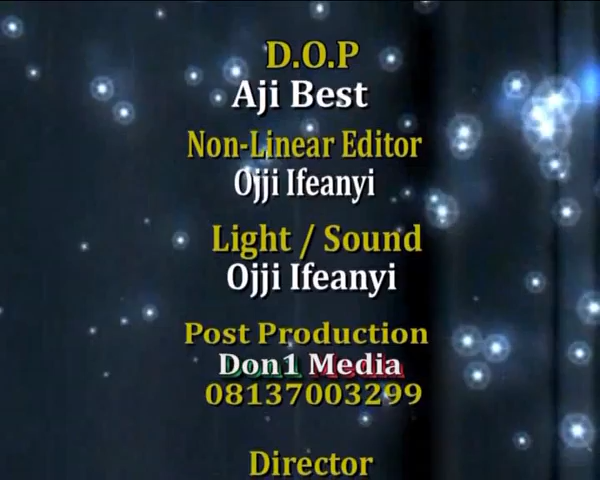 D.O.P
Aji Best
Non-Linear Editor
Ojji Ifeanyi
Light / Sound
Ojji Ifeanyi
Post Production
Don1 Media
08137003299
Director